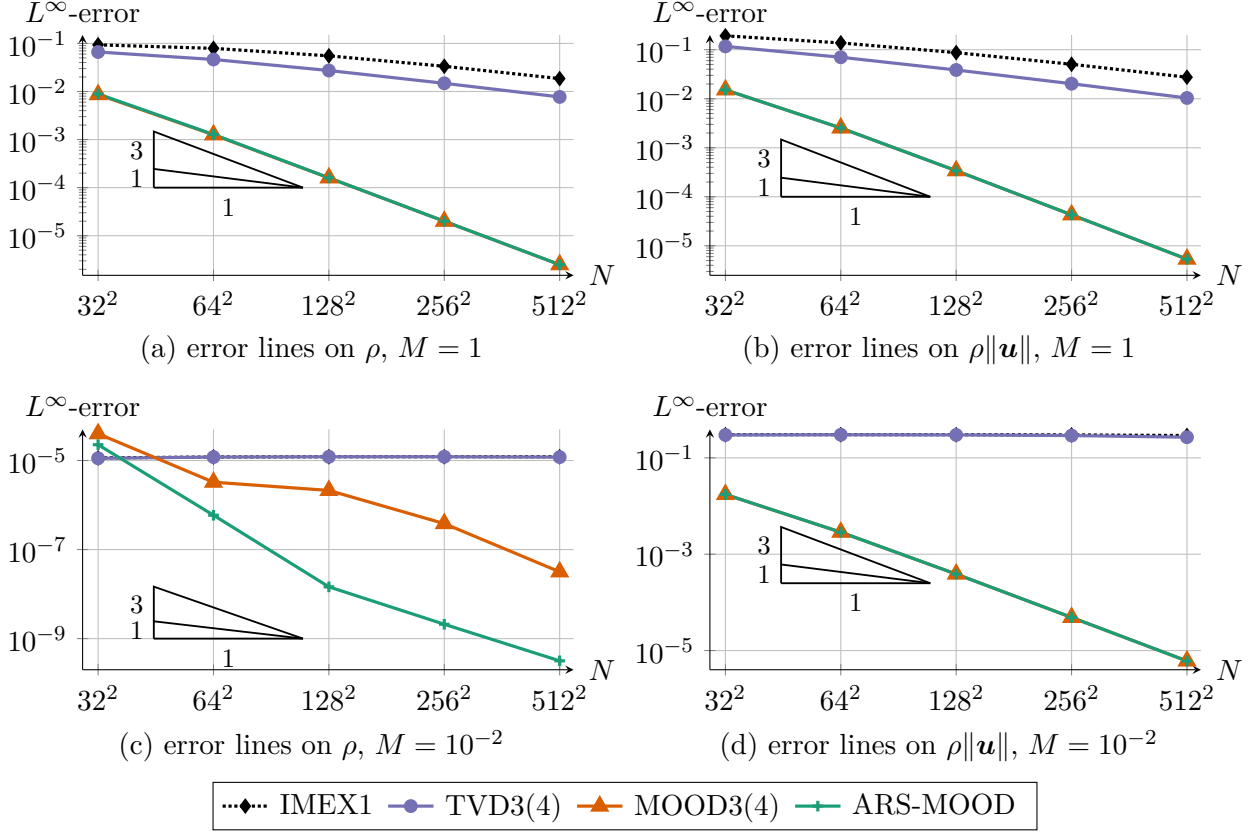 L∞-error L∞-error
10⁻¹ 10⁻¹
10⁻² 10⁻²
10⁻³ 10⁻³
10⁻⁴ 10⁻⁴
10⁻⁵ 10⁻⁵
3 3
1 1
1 1
N N
32² 64² 128² 256² 512² 32² 64² 128² 256² 512²
(a) error lines on ρ, M = 1 (b) error lines on ρ‖u‖, M = 1
L∞-error L∞-error
10⁻⁵ 10⁻¹
10⁻⁷ 10⁻³
10⁻⁹ 10⁻⁵
3 3
1 1
1 1
N N
32² 64² 128² 256² 512² 32² 64² 128² 256² 512²
(c) error lines on ρ, M = 10⁻² (d) error lines on ρ‖u‖, M = 10⁻²
IMEX1 TVD3(4) MOOD3(4) ARS-MOOD